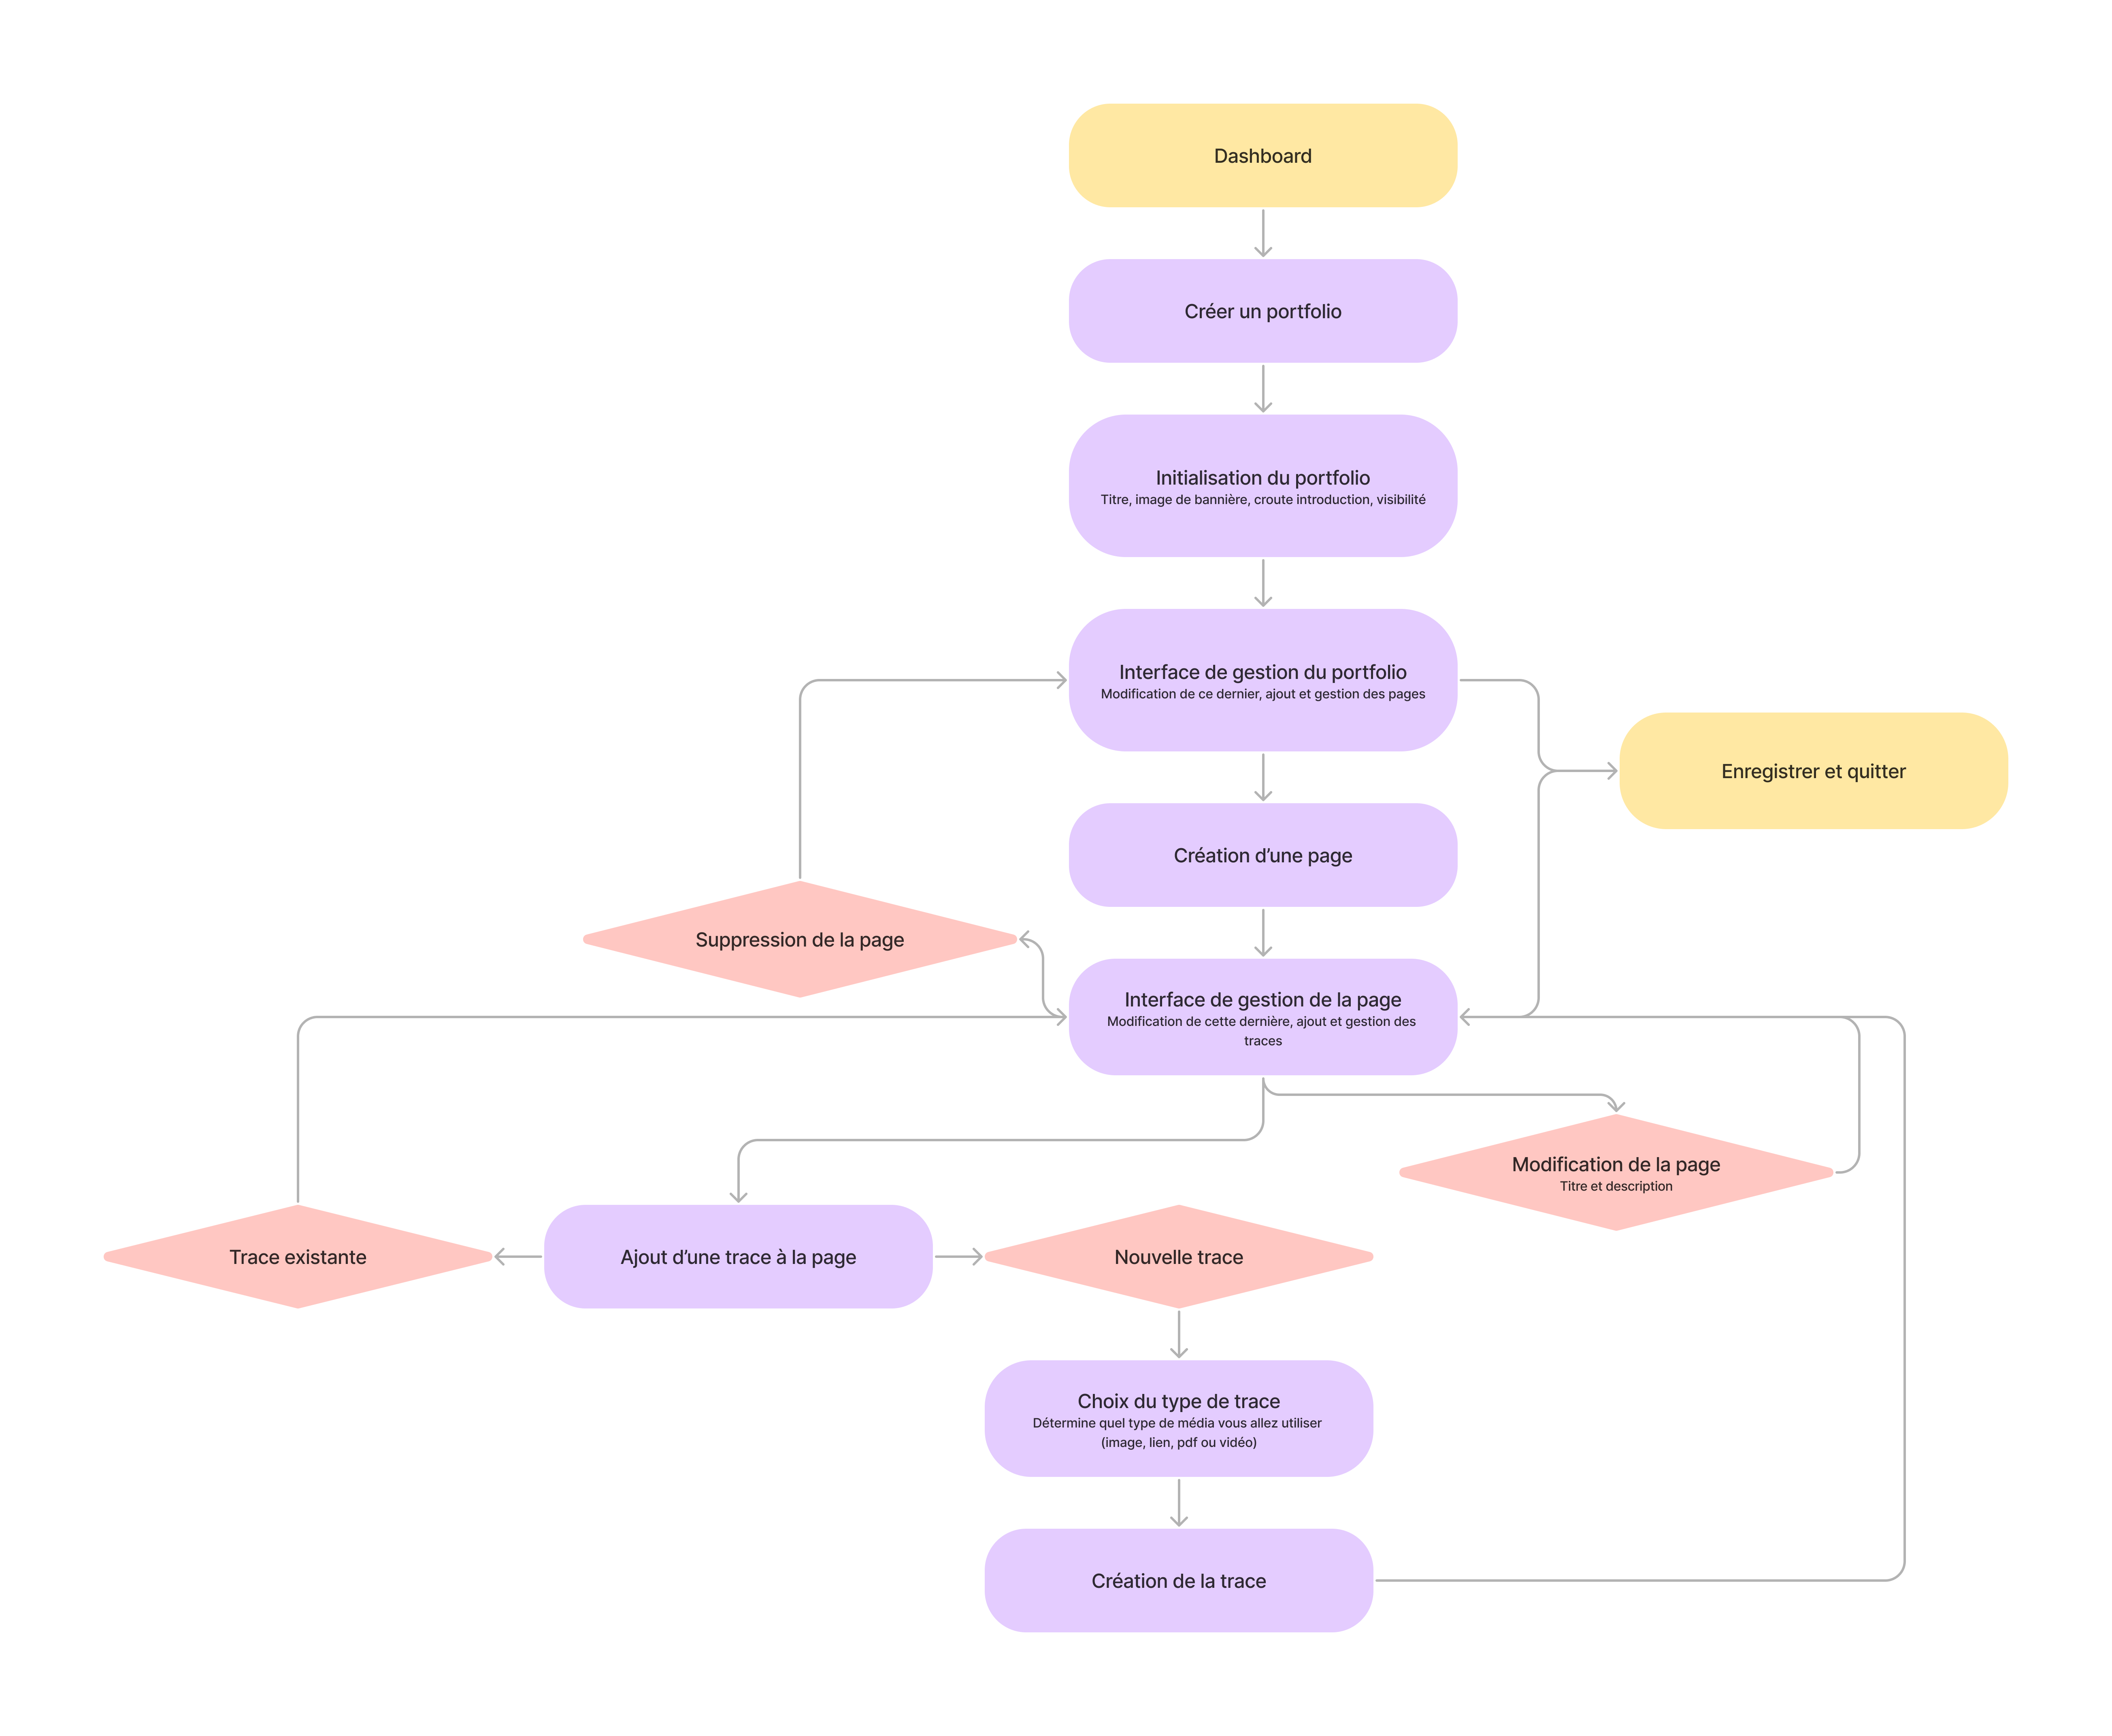 Dashboard
Créer un portfolio
Initialisation du portfolio
Titre, image de bannière, croute introduction, visibilité
Interface de gestion du portfolio
Modification de ce dernier, ajout et gestion des pages
Enregistrer et quitter
Création d’une page
Suppression de la page
Interface de gestion de la page
Modification de cette dernière, ajout et gestion des
traces
Modification de la page
Titre et description
Trace existante
Ajout d’une trace à la page
Nouvelle trace
Choix du type de trace
Détermine quel type de média vous allez utiliser
(image, lien, pdf ou vidéo)
Création de la trace